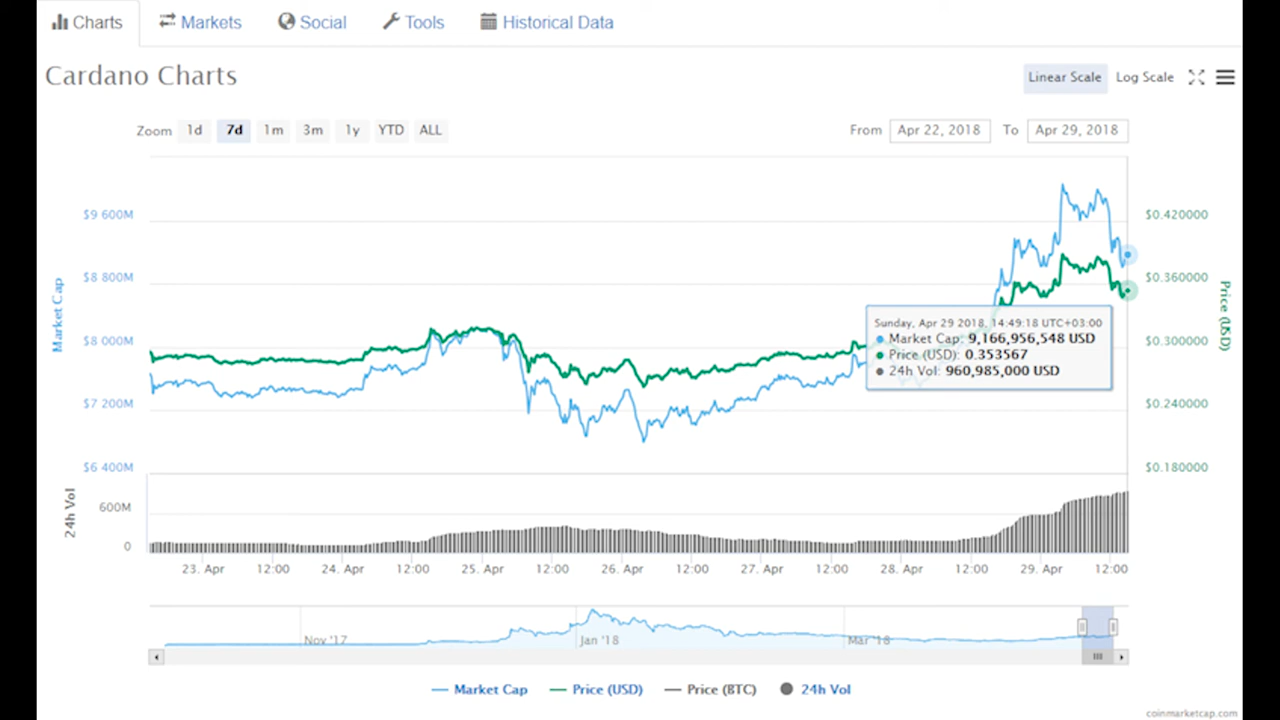 Charts Markets Social Tools Historical Data
Cardano Charts
Linear Scale Log Scale
Zoom 1d 7d 1m 3m 1y YTD ALL From Apr 22, 2018 To Apr 29, 2018
$9 600M $0.420000
$8 800M $0.360000
$8 000M $0.300000
$7 200M $0.240000
$6 400M $0.180000
Market Cap
Price (USD)
Sunday, Apr 29 2018, 14:49:18 UTC+03:00
Market Cap: 9,166,956,548 USD
Price (USD): 0.353567
24h Vol: 960,985,000 USD
24h Vol
600M
0
23. Apr 12:00 24. Apr 12:00 25. Apr 12:00 26. Apr 12:00 27. Apr 12:00 28. Apr 12:00 29. Apr 12:00
Nov '17 Jan '18 Mar '18
Market Cap Price (USD) Price (BTC) 24h Vol
coinmarketcap.com